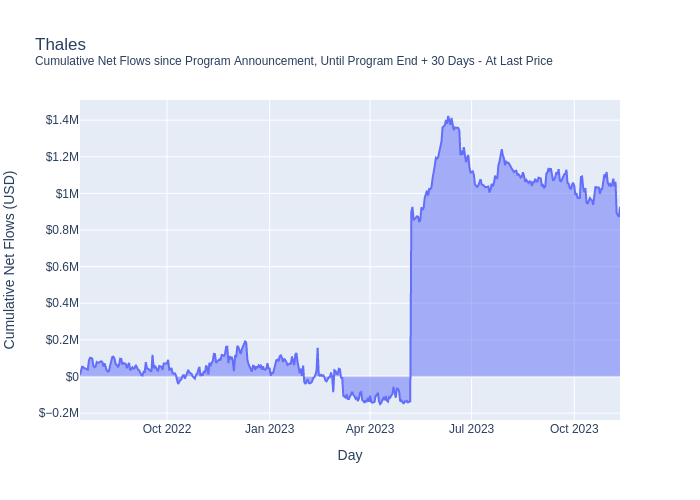 Thales
Cumulative Net Flows since Program Announcement, Until Program End + 30 Days - At Last Price
Cumulative Net Flows (USD)
$1.4M
$1.2M
$1M
$0.8M
$0.6M
$0.4M
$0.2M
$0
$−0.2M
Oct 2022
Jan 2023
Apr 2023
Jul 2023
Oct 2023
Day